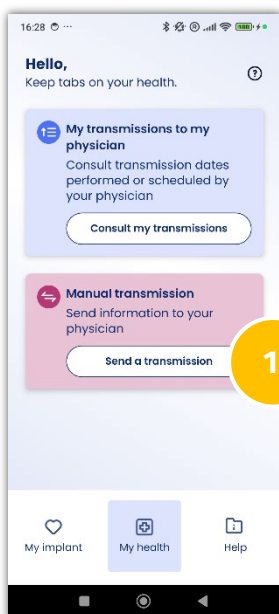 16:28
100
Hello,
Keep tabs on your health.
My transmissions to my
physician
Consult transmission dates
performed or scheduled by
your physician
Consult my transmissions
Manual transmission
Send information to your
physician
Send a transmission
1
My implant
My health
Help